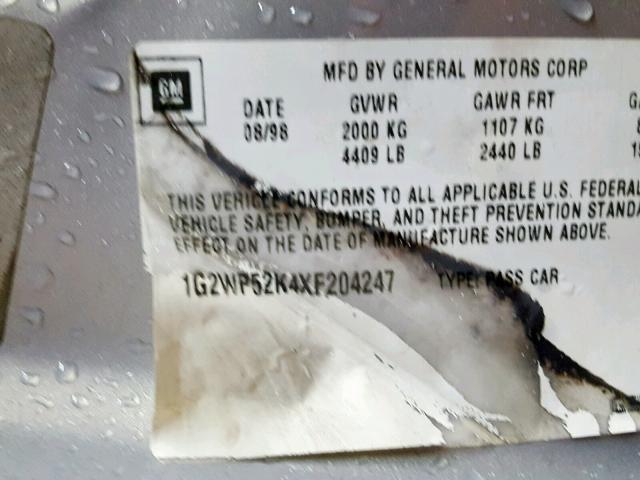 GM
MFD BY GENERAL MOTORS CORP
DATE GVWR GAWR FRT
08/98 2000 KG 1107 KG
4409 LB 2440 LB
THIS VEHICLE CONFORMS TO ALL APPLICABLE U.S. FEDERAL
VEHICLE SAFETY, BUMPER, AND THEFT PREVENTION STANDA
EFFECT ON THE DATE OF MANUFACTURE SHOWN ABOVE.
1G2WP52K4XF204247 TYPE: PASS CAR